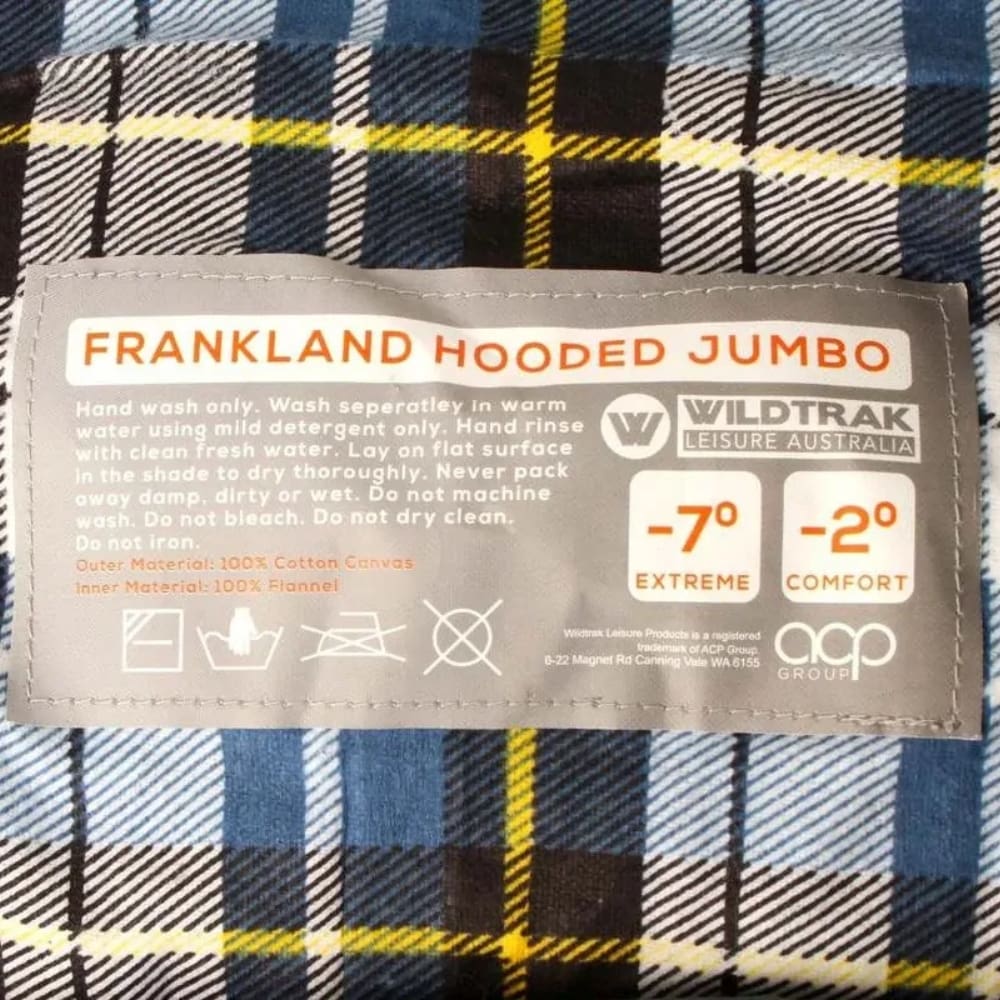 FRANKLAND HOODED JUMBO
Hand wash only. Wash seperatley in warm
water using mild detergent only. Hand rinse
with clean fresh water. Lay on flat surface
in the shade to dry thoroughly. Never pack
away damp, dirty or wet. Do not machine
wash. Do not bleach. Do not dry clean.
Do not iron.
Outer Material: 100% Cotton Canvas
Inner Material: 100% Flannel
W WILDTRAK
LEISURE AUSTRALIA
-7° -2°
EXTREME COMFORT
Wildtrak Leisure Products is a registered
trademark of ACP Group.
6-22 Magnet Rd Canning Vale WA 6155
acp
GROUP